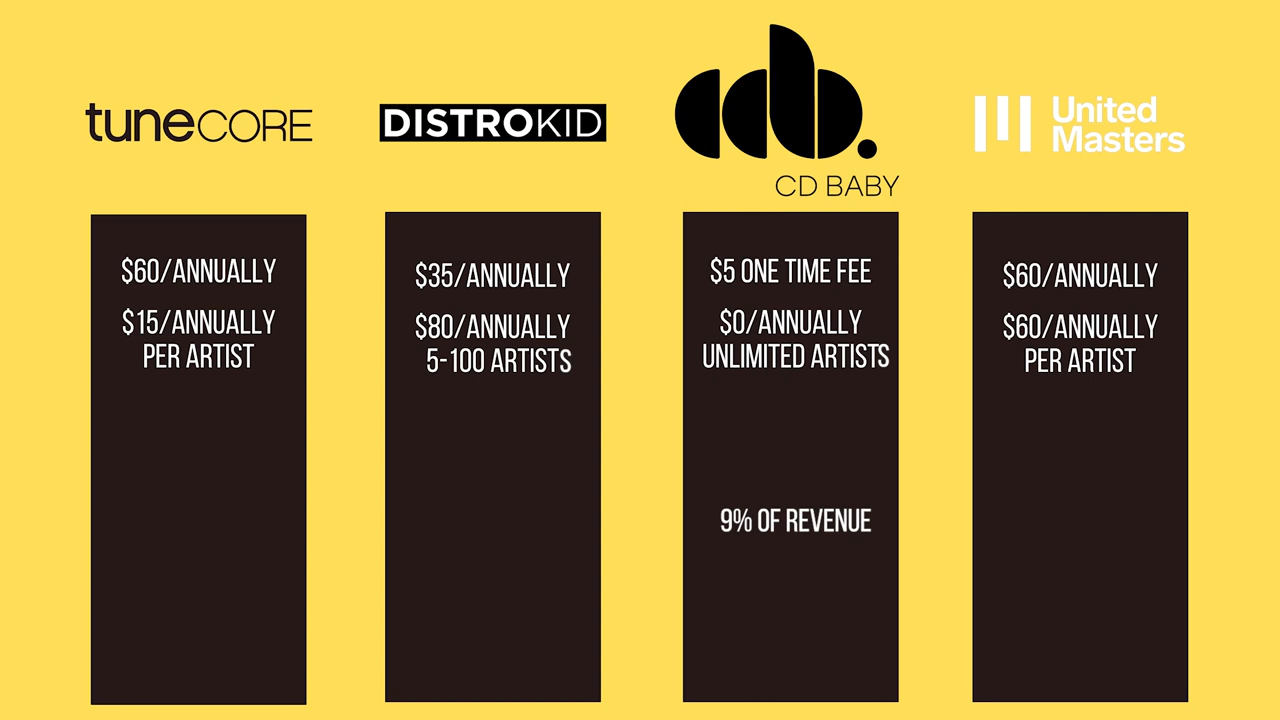 tunecore
DISTROKID
cdb.
CD BABY
United
Masters
$60/ANNUALLY
$15/ANNUALLY
PER ARTIST
$35/ANNUALLY
$80/ANNUALLY
5-100 ARTISTS
$5 ONE TIME FEE
$0/ANNUALLY
UNLIMITED ARTISTS
9% OF REVENUE
$60/ANNUALLY
$60/ANNUALLY
PER ARTIST